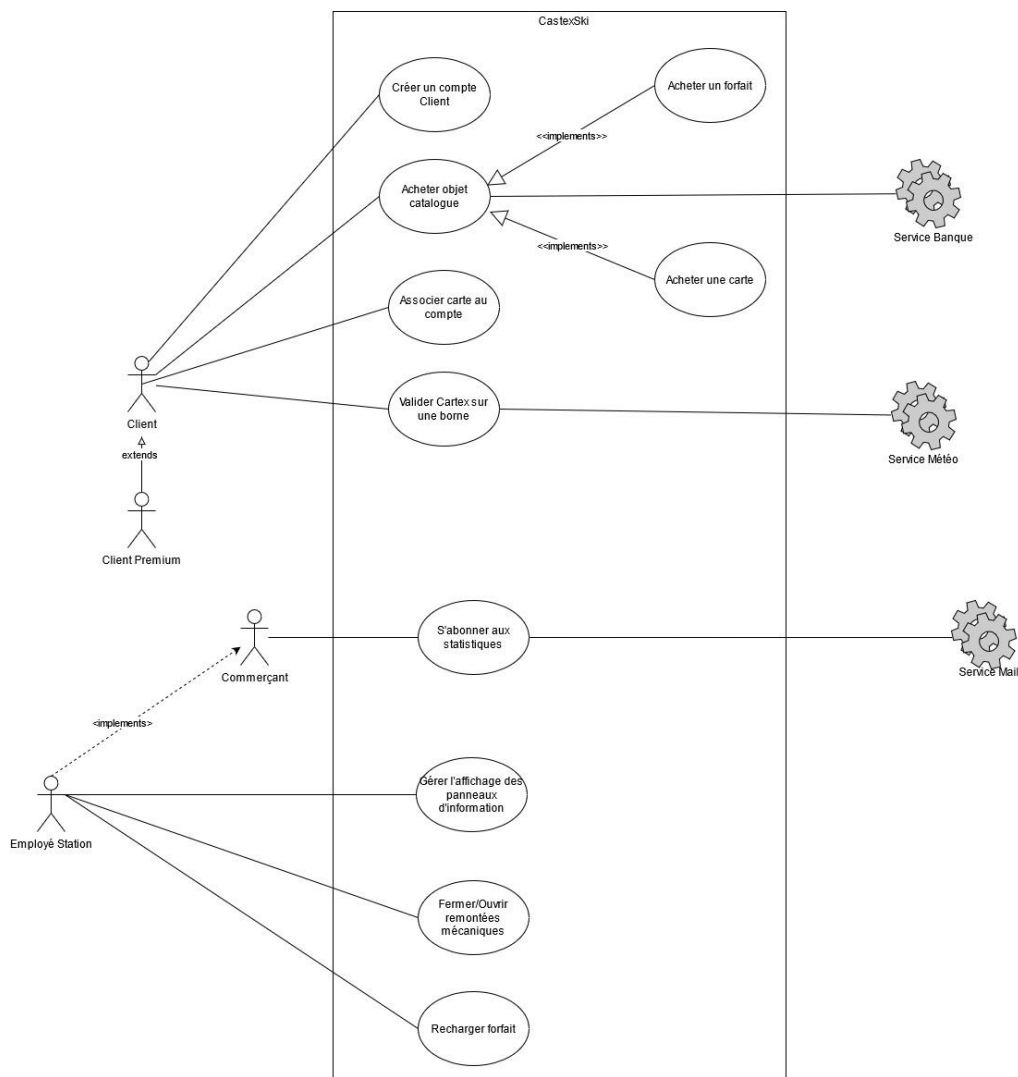 CastexSki
Créer un compte
Client
Acheter un forfait
<<implements>>
Acheter objet
catalogue
Service Banque
<<implements>>
Acheter une carte
Associer carte au
compte
Valider Cartex sur
une borne
Client
Service Météo
extends
Client Premium
S'abonner aux
statistiques
Commerçant
Service Mail
<implements>
Gérer l'affichage des
panneaux
d'information
Employé Station
Fermer/Ouvrir
remontées
mécaniques
Recharger forfait